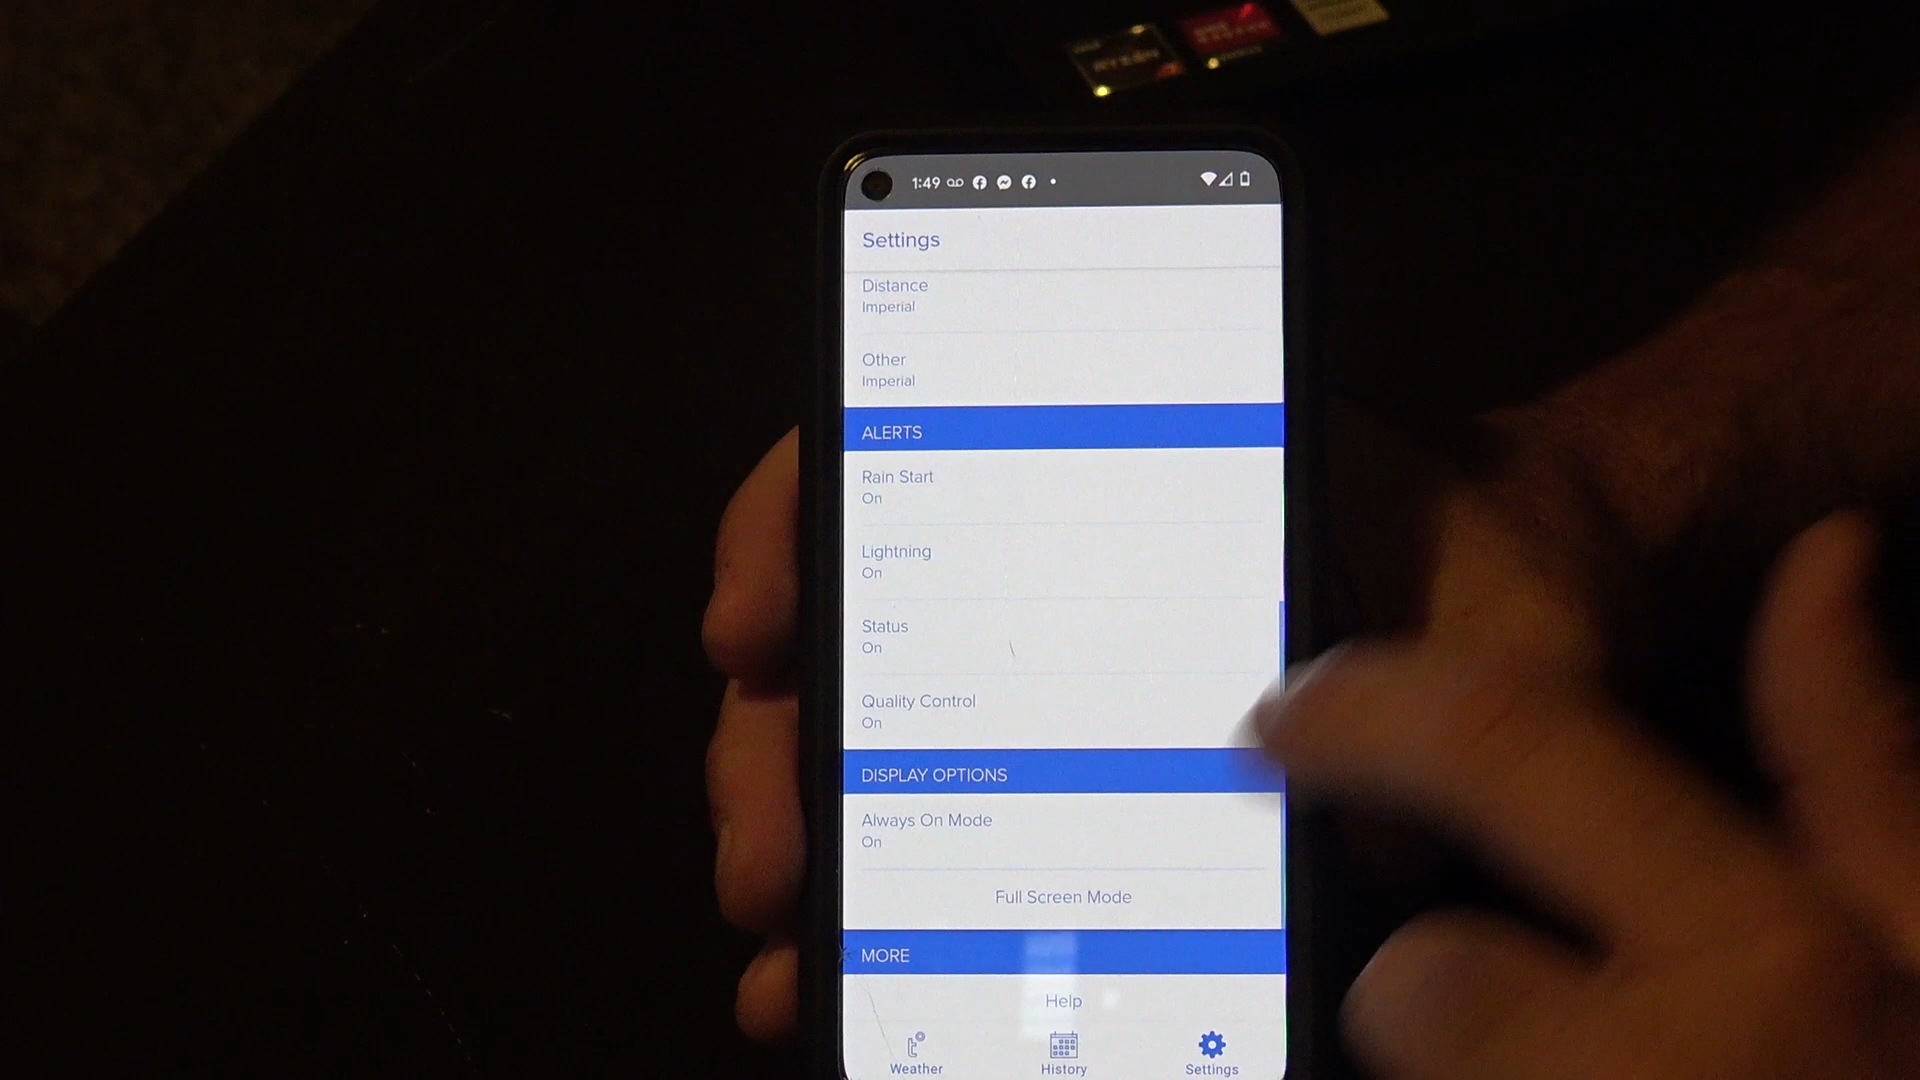 RYZEN
1:49
Settings
Distance
Imperial
Other
Imperial
ALERTS
Rain Start
On
Lightning
On
Status
On
Quality Control
On
DISPLAY OPTIONS
Always On Mode
On
Full Screen Mode
MORE
Help
Weather
History
Settings